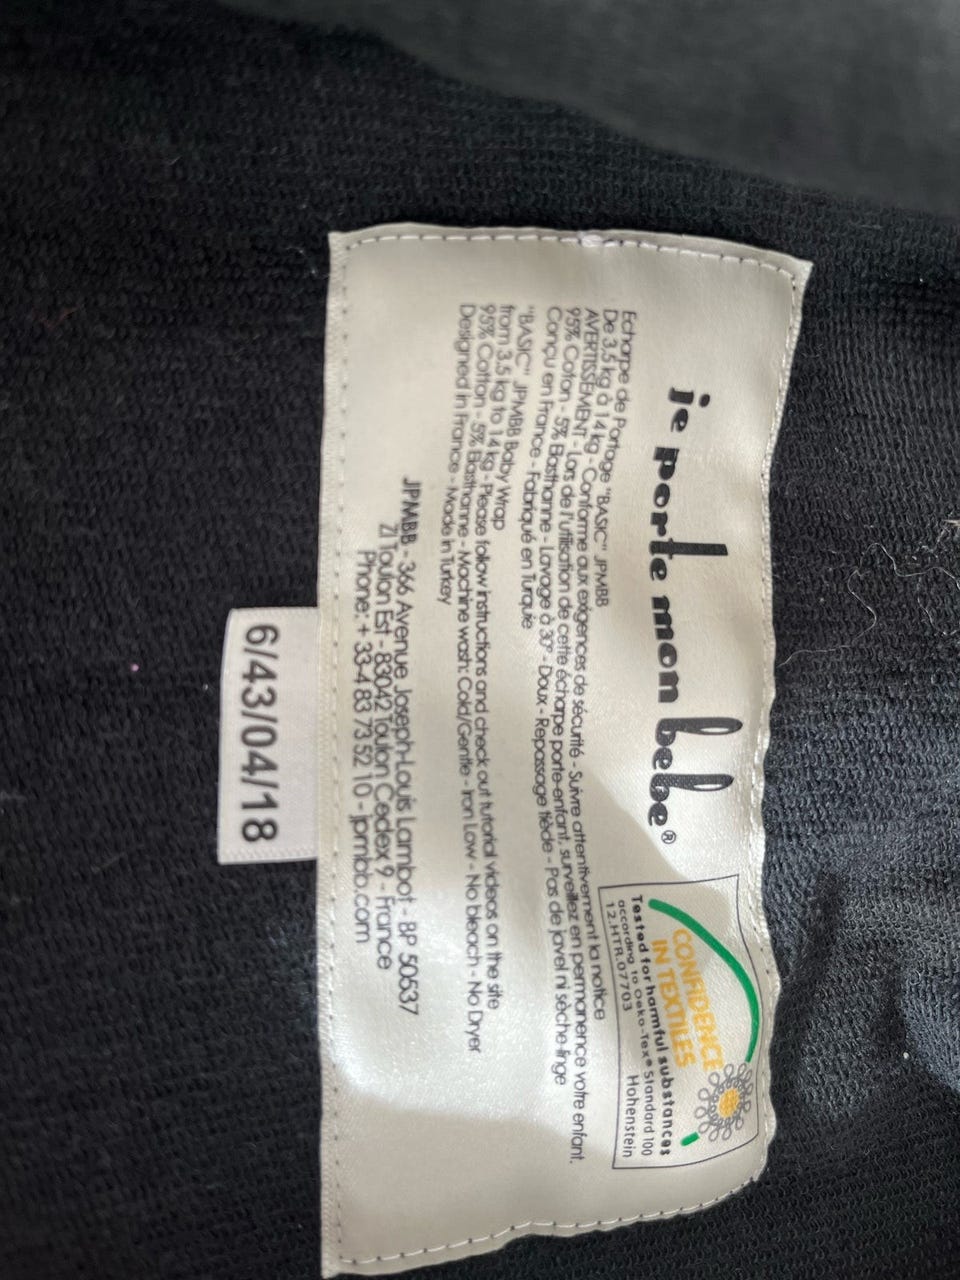 je porte mon bebe®
CONFIDENCE
IN TEXTILES
Tested for harmful substances
according to Oeko-Tex® Standard 100
12.HTR.07703 Hohenstein
Echarpe de Portage "BASIC" JPMBB
De 3,5 kg à 14 kg - Conforme aux exigences de sécurité - Suivre attentivement la notice
AVERTISSEMENT - Lors de l'utilisation de cette écharpe porte-enfant, surveillez en permanence votre enfant.
95% Coton - 5% Elasthanne - Lavage à 30° - Doux - Repassage tiède - Pas de javel ni sèche-linge
Conçu en France - Fabriqué en Turquie
"BASIC" JPMBB Baby Wrap
from 3.5 kg to 14 kg - Please follow instructions and check out tutorial videos on the site
95% Cotton - 5% Elasthanne - Machine wash: Cold/Gentle - Iron Low - No bleach - No Dryer
Designed in France - Made in Turkey
JPMBB - 366 Avenue Joseph-Louis Lambot - BP 50537
ZI Toulon Est - 83042 Toulon Cedex 9 - France
Phone: + 33-4 83 73 52 10 - jpmbb.com
6/43/04/18